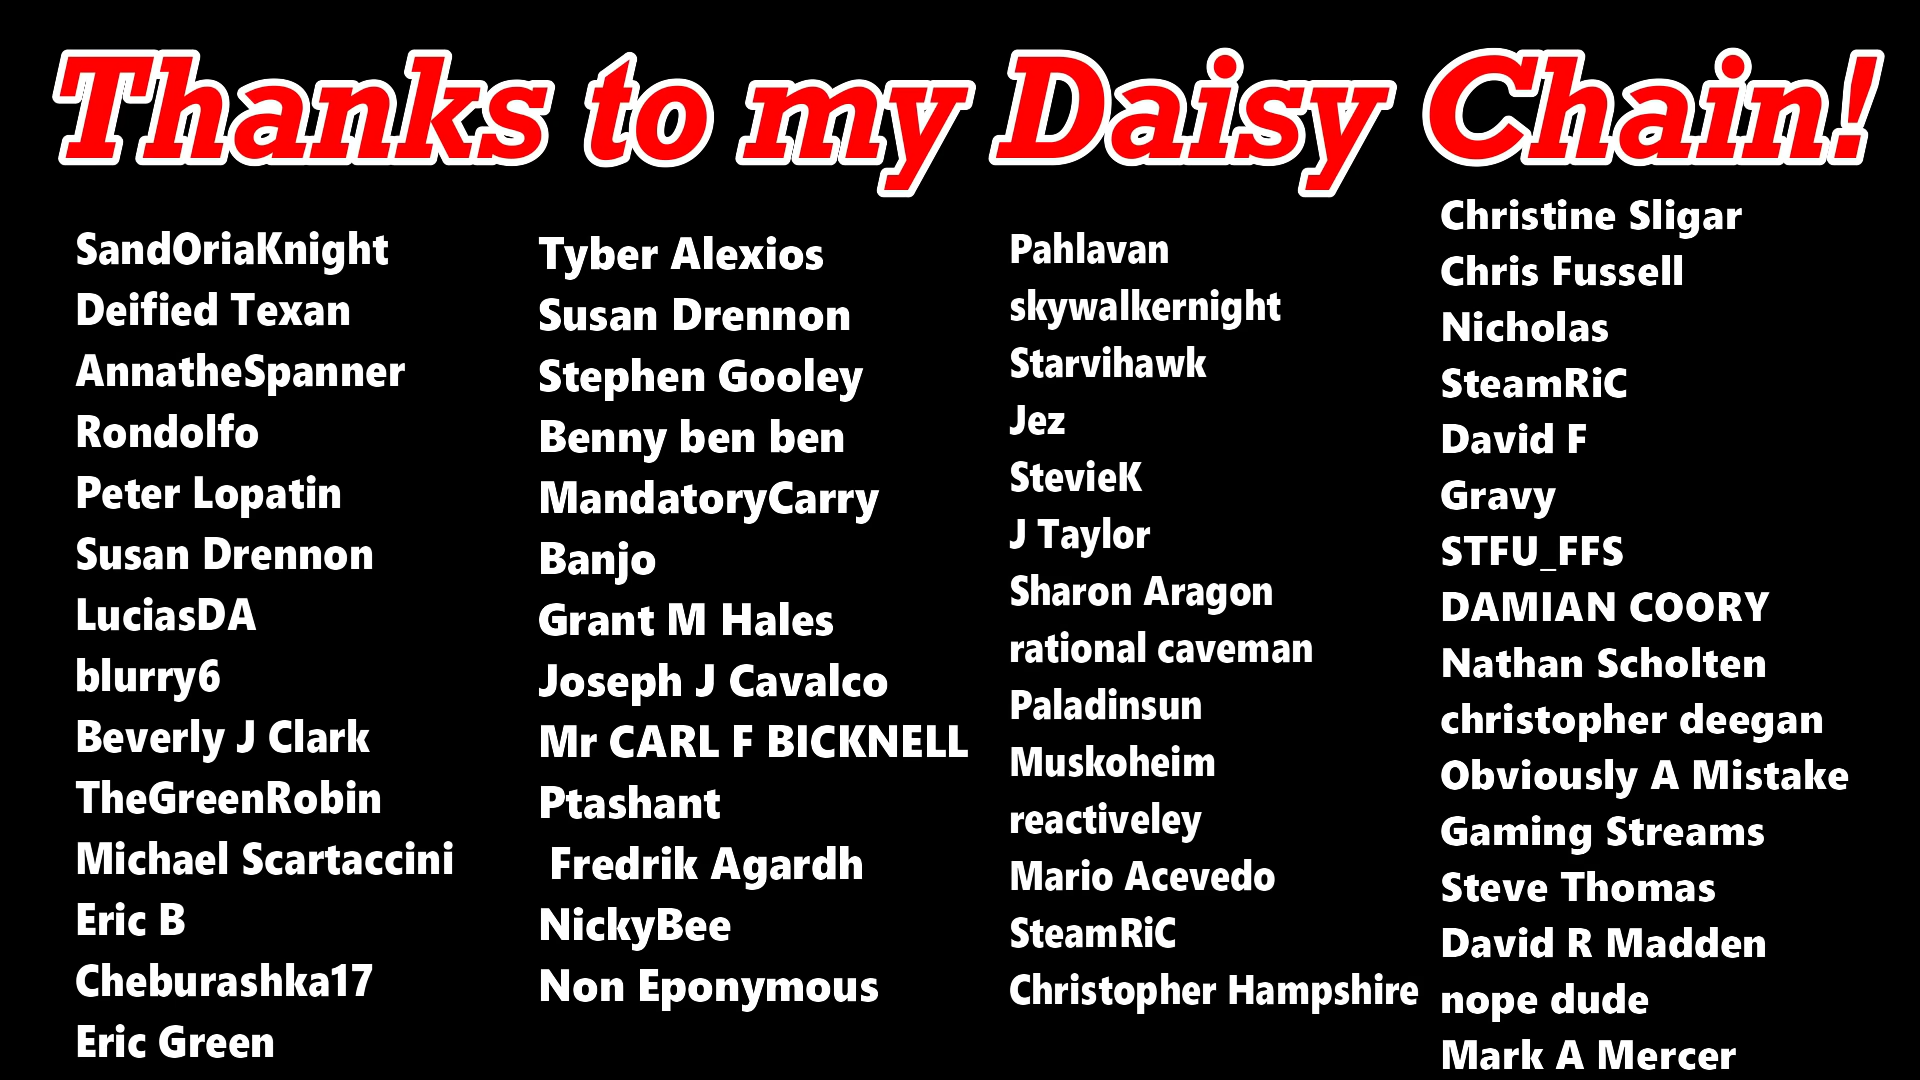 Thanks to my Daisy Chain!
SandOriaKnight
Deified Texan
AnnatheSpanner
Rondolfo
Peter Lopatin
Susan Drennon
LuciasDA
blurry6
Beverly J Clark
TheGreenRobin
Michael Scartaccini
Eric B
Cheburashka17
Eric Green
Tyber Alexios
Susan Drennon
Stephen Gooley
Benny ben ben
MandatoryCarry
Banjo
Grant M Hales
Joseph J Cavalco
Mr CARL F BICKNELL
Ptashant
Fredrik Agardh
NickyBee
Non Eponymous
Pahlavan
skywalkernight
Starvihawk
Jez
StevieK
J Taylor
Sharon Aragon
rational caveman
Paladinsun
Muskoheim
reactiveley
Mario Acevedo
SteamRiC
Christopher Hampshire
Christine Sligar
Chris Fussell
Nicholas
SteamRiC
David F
Gravy
STFU_FFS
DAMIAN COORY
Nathan Scholten
christopher deegan
Obviously A Mistake
Gaming Streams
Steve Thomas
David R Madden
nope dude
Mark A Mercer